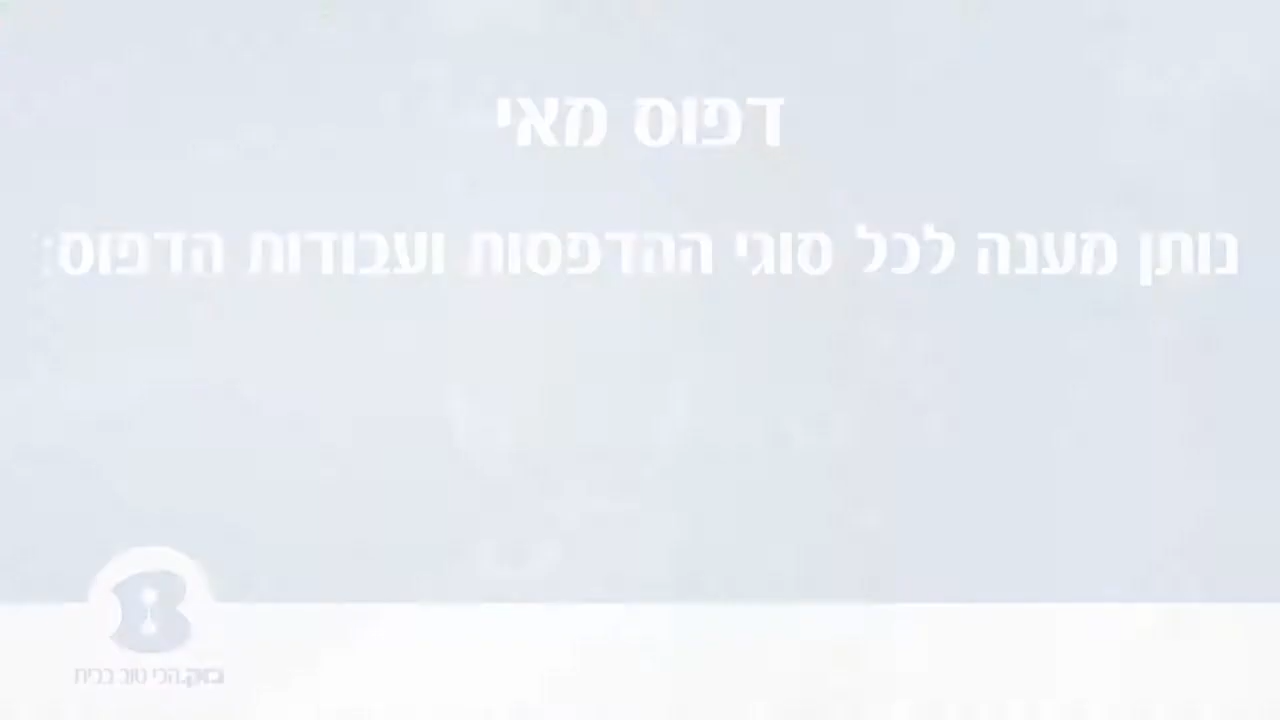 דפוס מאי
נותן מענה לכל סוגי ההדפסות ועבודות הדפוס:
בזק. הכי טוב בבית